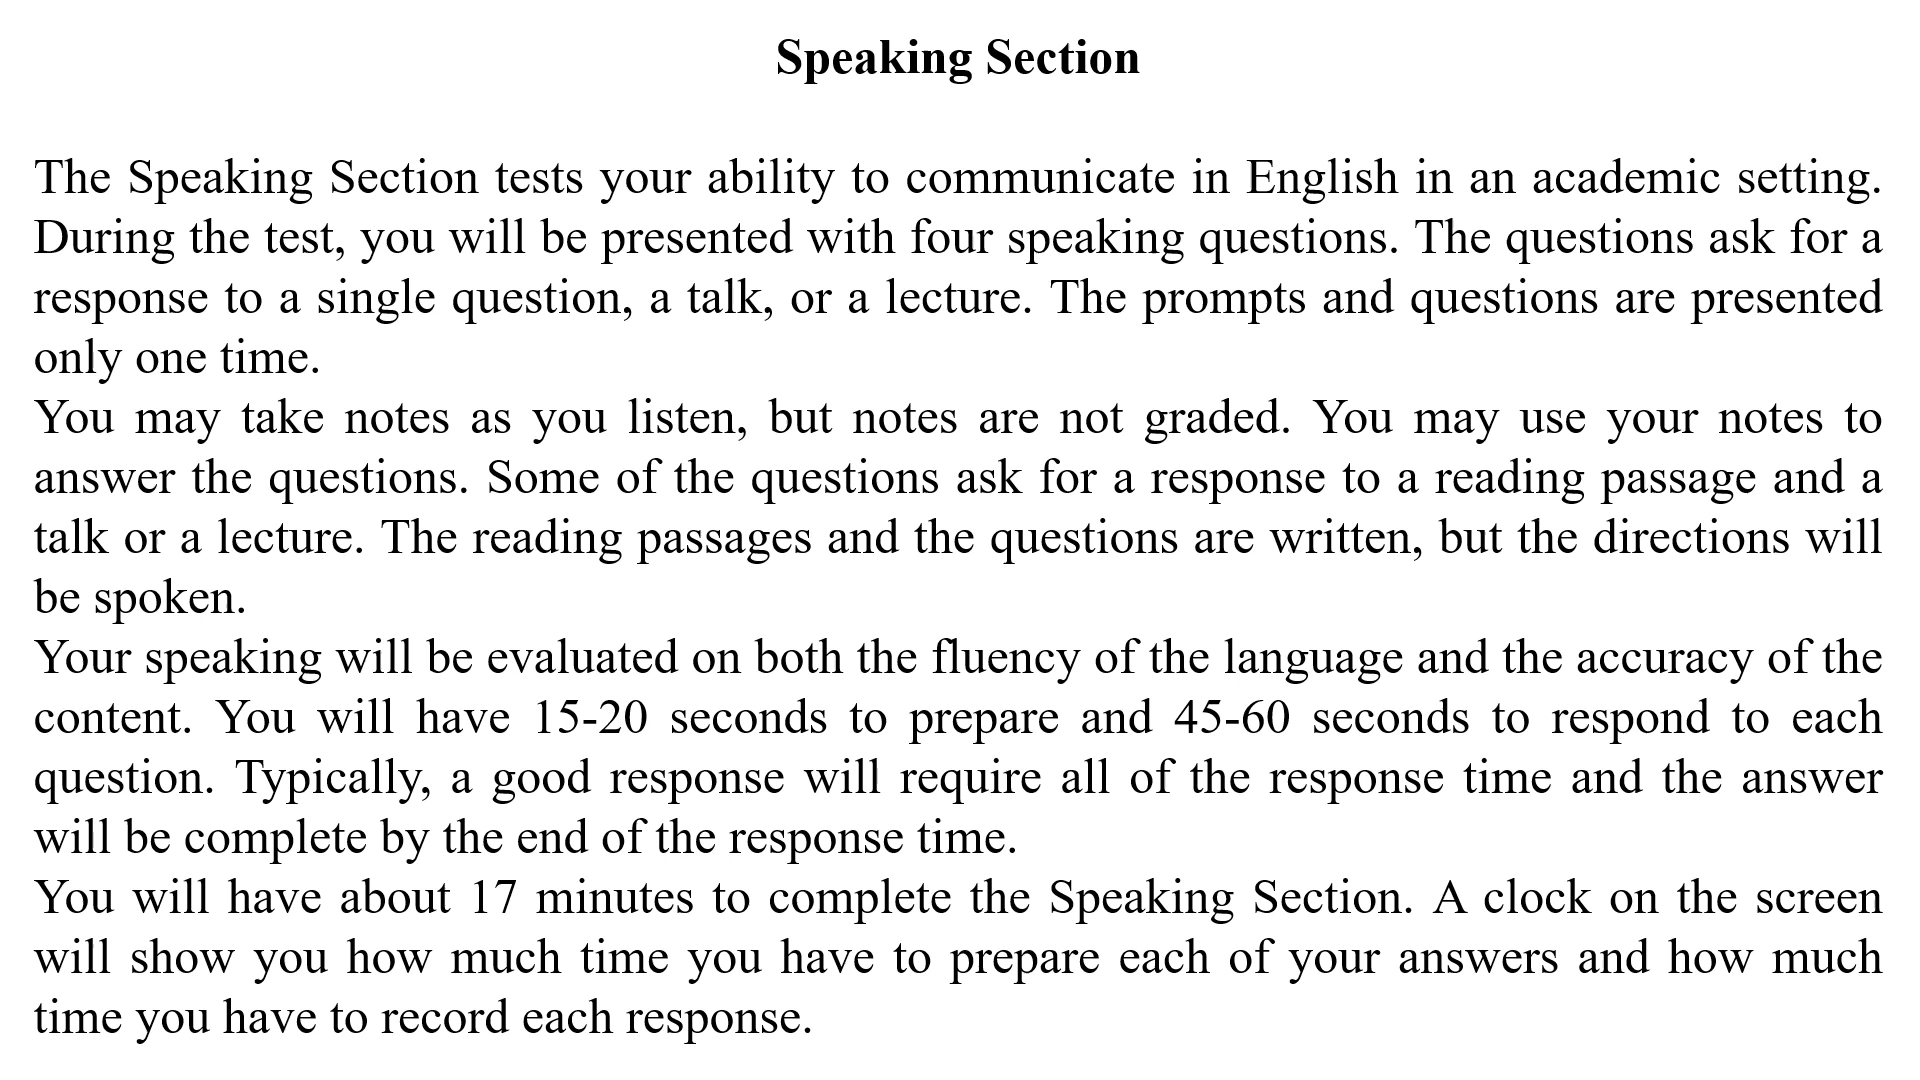 Speaking Section
The Speaking Section tests your ability to communicate in English in an academic setting.
During the test, you will be presented with four speaking questions. The questions ask for a
response to a single question, a talk, or a lecture. The prompts and questions are presented
only one time.
You may take notes as you listen, but notes are not graded. You may use your notes to
answer the questions. Some of the questions ask for a response to a reading passage and a
talk or a lecture. The reading passages and the questions are written, but the directions will
be spoken.
Your speaking will be evaluated on both the fluency of the language and the accuracy of the
content. You will have 15-20 seconds to prepare and 45-60 seconds to respond to each
question. Typically, a good response will require all of the response time and the answer
will be complete by the end of the response time.
You will have about 17 minutes to complete the Speaking Section. A clock on the screen
will show you how much time you have to prepare each of your answers and how much
time you have to record each response.